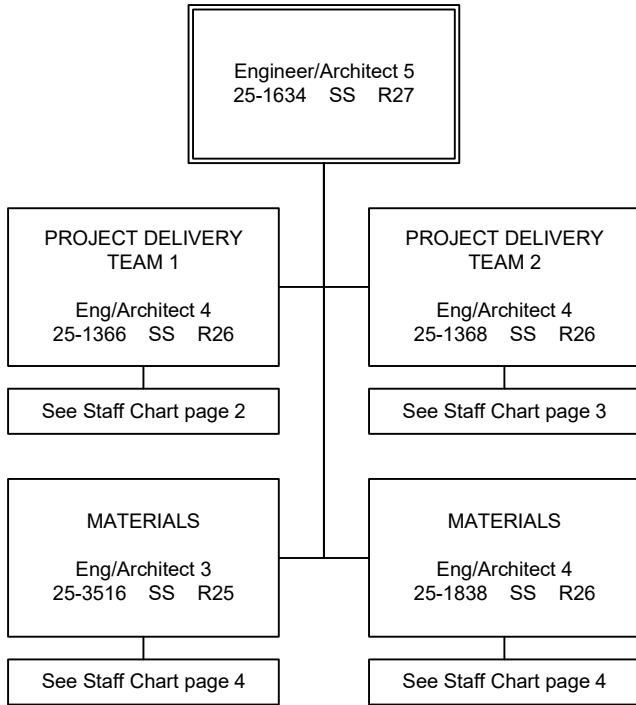 Engineer/Architect 5
25-1634 SS R27
PROJECT DELIVERY
TEAM 1
Eng/Architect 4
25-1366 SS R26
See Staff Chart page 2
PROJECT DELIVERY
TEAM 2
Eng/Architect 4
25-1368 SS R26
See Staff Chart page 3
MATERIALS
Eng/Architect 3
25-3516 SS R25
See Staff Chart page 4
MATERIALS
Eng/Architect 4
25-1838 SS R26
See Staff Chart page 4